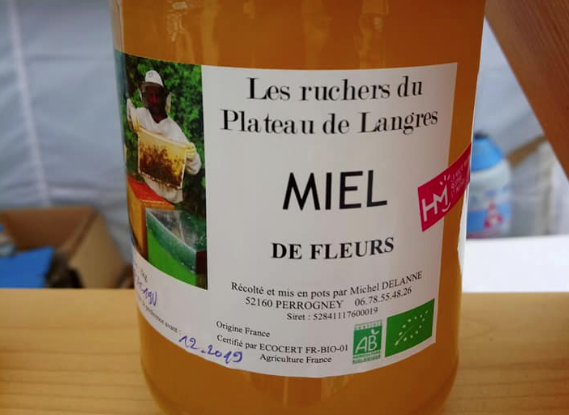 Les ruchers du
Plateau de Langres
MIEL
HM
DE FLEURS
Récolté et mis en pots par Michel DELANNE
52160 PERROGNEY 06.78.55.48.26
Siret : 52841117600019
Origine France
Certifié par ECOCERT FR-BIO-01
Agriculture France
avant :
12.2019
AB